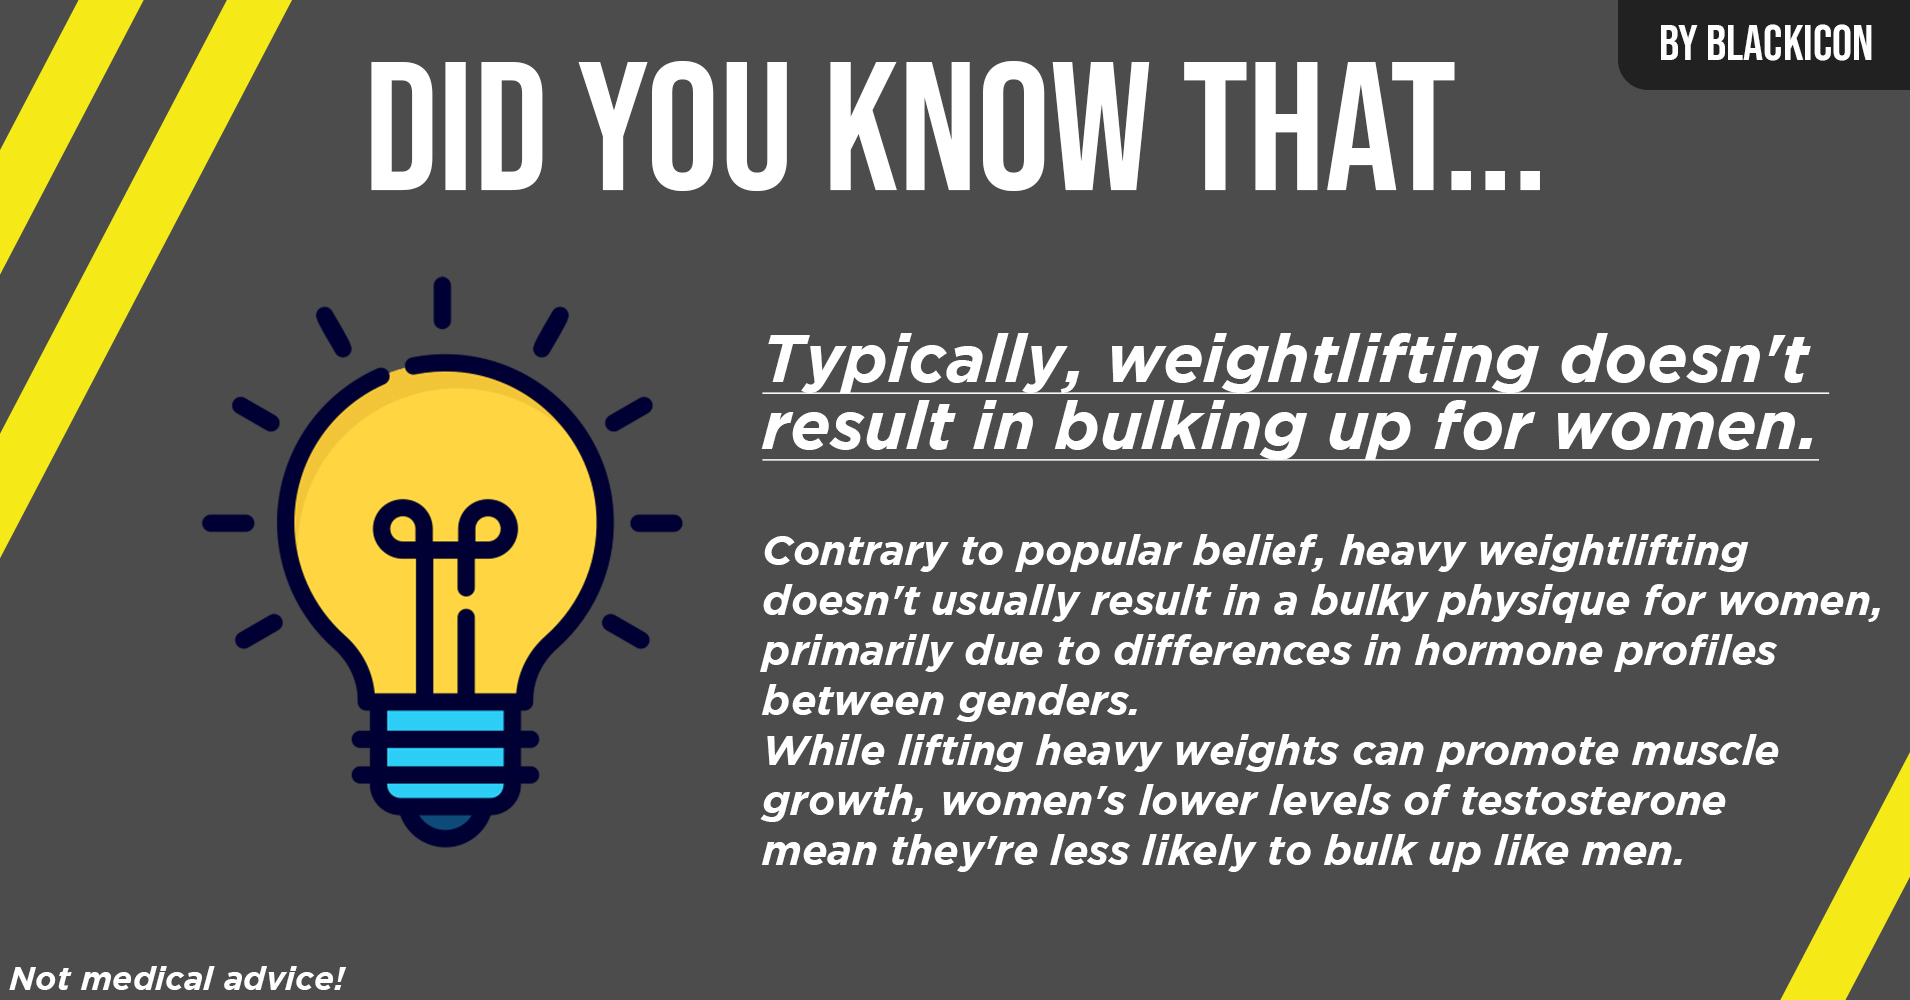 BY BLACKICON
DID YOU KNOW THAT...
Typically, weightlifting doesn't
result in bulking up for women.
Contrary to popular belief, heavy weightlifting
doesn't usually result in a bulky physique for women,
primarily due to differences in hormone profiles
between genders.
While lifting heavy weights can promote muscle
growth, women's lower levels of testosterone
mean they're less likely to bulk up like men.
Not medical advice!